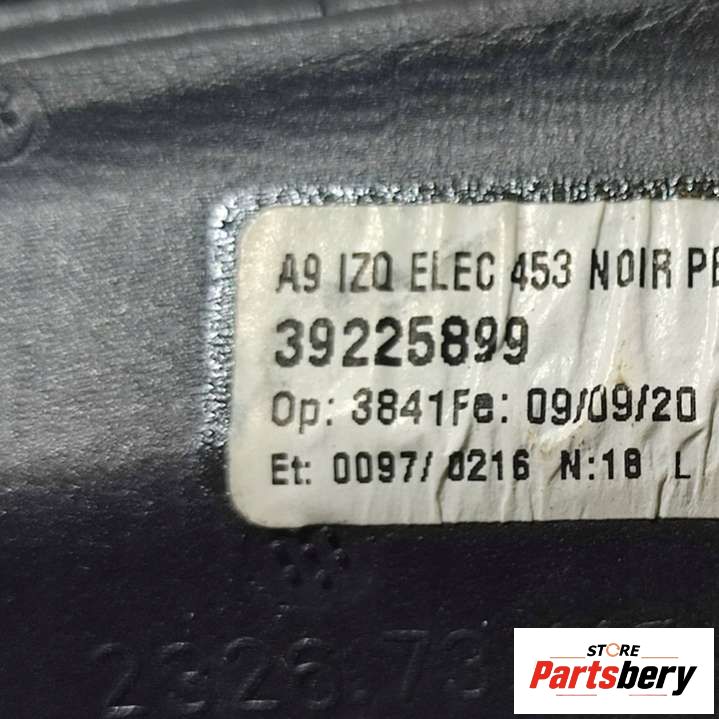 A9 IZQ ELEC 453 NOIR PE
39225899
Op: 3841Fe: 09/09/20
Et: 0097/ 0216 N:18 L
STORE
Partsbery